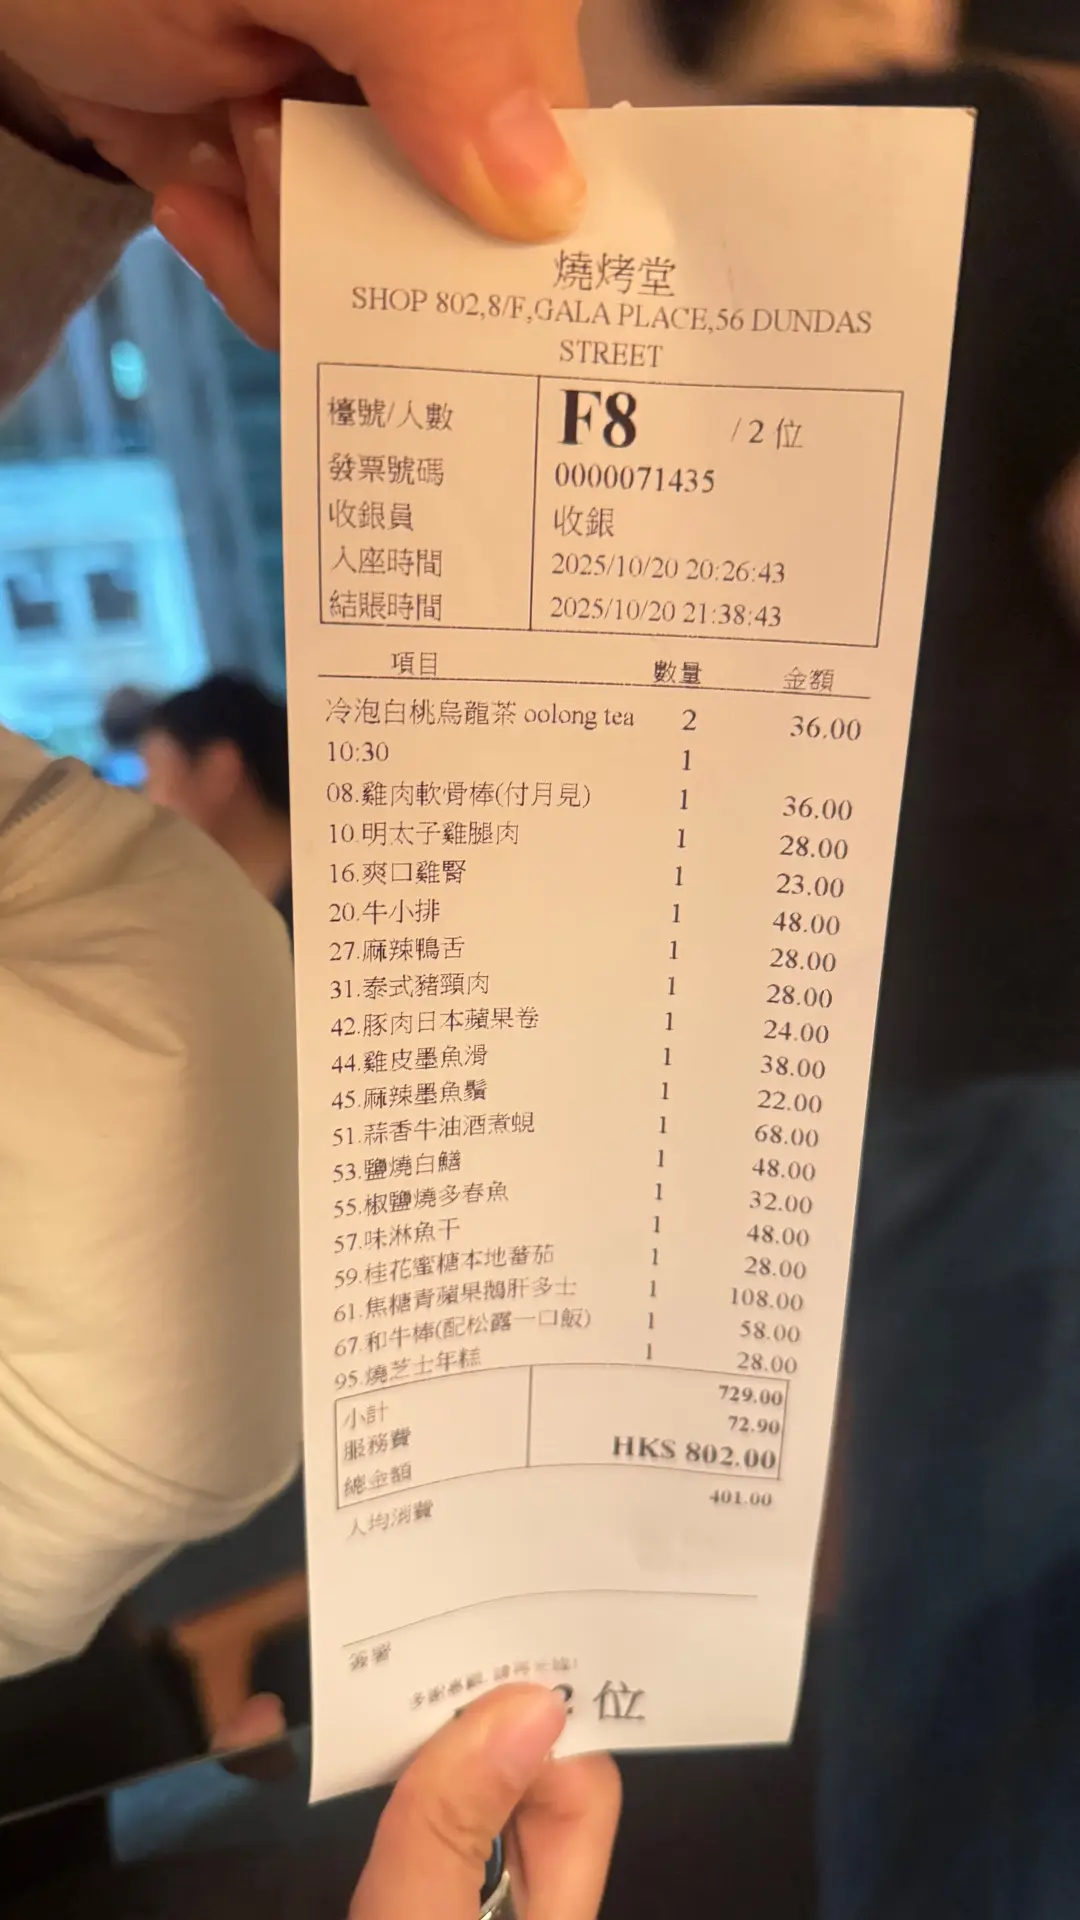 燒烤堂
SHOP 802,8/F,GALA PLACE,56 DUNDAS
STREET
檯號/人數 F8 / 2 位
發票號碼 0000071435
收銀員 收銀
入座時間 2025/10/20 20:26:43
結賬時間 2025/10/20 21:38:43
項目 數量 金額
冷泡白桃烏龍茶 oolong tea 2 36.00
10:30 1
08.雞肉軟骨棒(付月見) 1 36.00
10.明太子雞腿肉 1 28.00
16.爽口雞腎 1 23.00
20.牛小排 1 48.00
27.麻辣鴨舌 1 28.00
31.泰式豬頸肉 1 28.00
42.豚肉日本蘋果卷 1 24.00
44.雞皮墨魚滑 1 38.00
45.麻辣墨魚鬚 1 22.00
51.蒜香牛油酒煮蜆 1 68.00
53.鹽燒白鱔 1 48.00
55.椒鹽燒多春魚 1 32.00
57.味淋魚干 1 48.00
59.桂花蜜糖本地蕃茄 1 28.00
61.焦糖青蘋果鵝肝多士 1 108.00
67.和牛棒(配松露一口飯) 1 58.00
95.燒芝士年糕 1 28.00
小計 729.00
服務費 72.90
總金額 HK$ 802.00
人均消費 401.00
簽署
多謝惠顧,請再光臨!
2 位